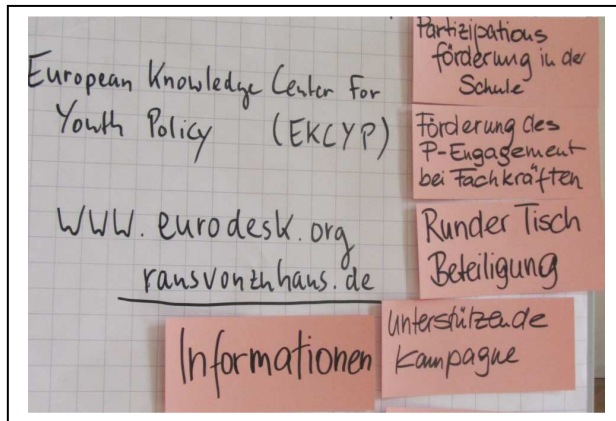 European Knowledge Center For
Youth Policy (EKCYP)
www.eurodesk.org
rausvonzuhaus.de
Informationen
Partizipations
förderung in der
Schule
Förderung des
P-Engagement
bei Fachkräften
Runder Tisch
Beteiligung
Unterstützende
Kampagne